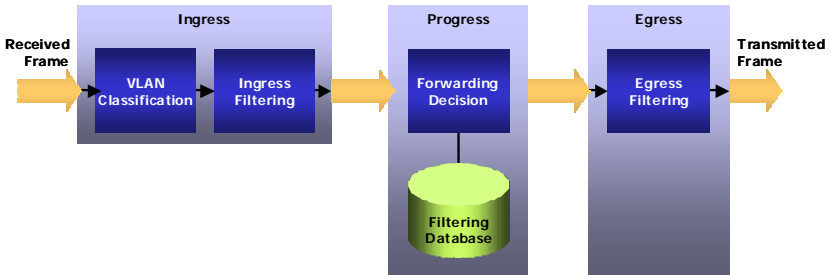 Ingress
Progress
Egress
Received
Frame
VLAN
Classification
Ingress
Filtering
Forwarding
Decision
Egress
Filtering
Transmitted
Frame
Filtering
Database